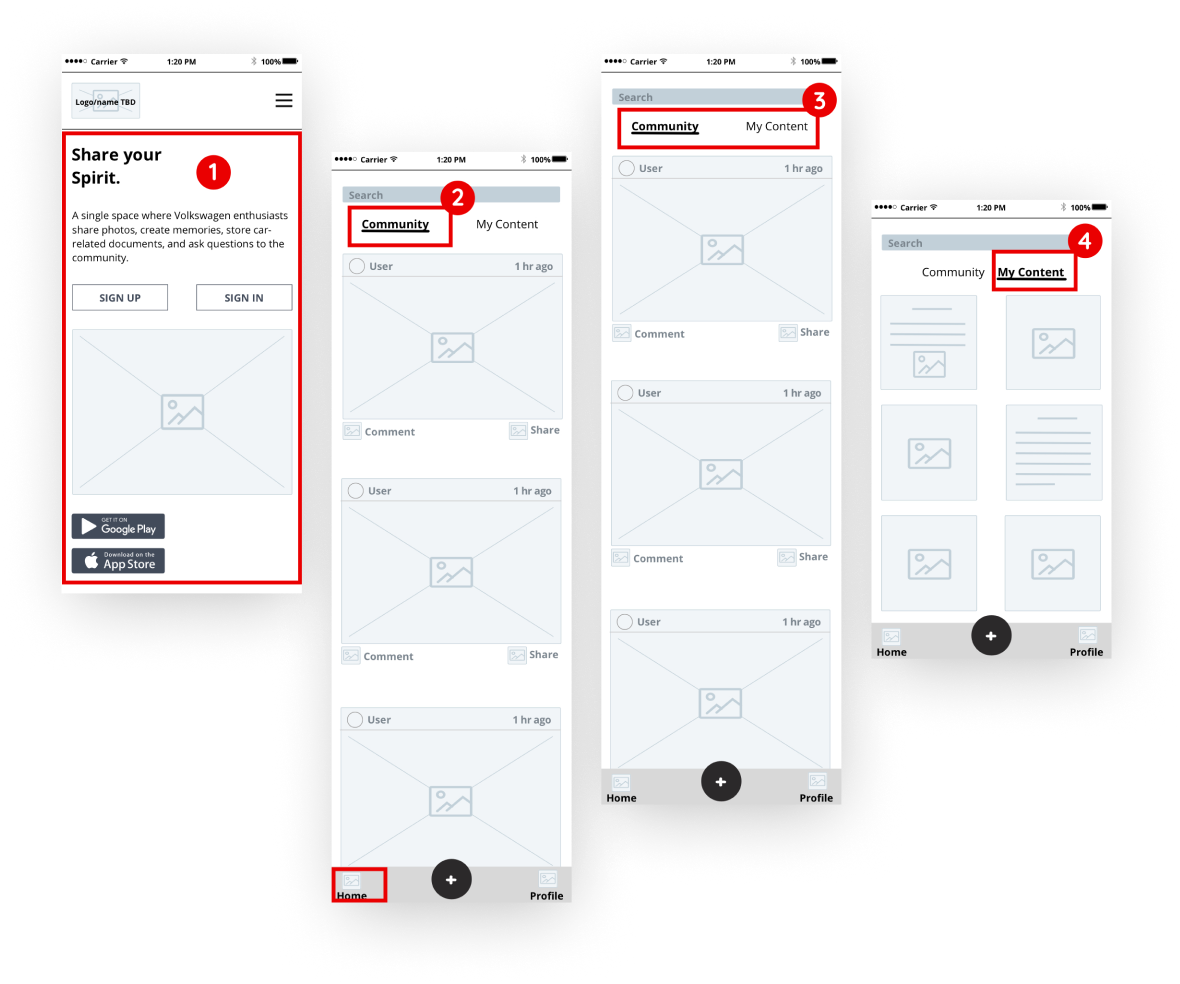 Carrier 1:20 PM 100%
Logo/name TBD
Share your
Spirit.
1
A single space where Volkswagen enthusiasts
share photos, create memories, store car-
related documents, and ask questions to the
community.
SIGN UP SIGN IN
GET IT ON
Google Play
Download on the
App Store
Carrier 1:20 PM 100%
Search
2
Community My Content
User 1 hr ago
Comment Share
User 1 hr ago
Comment Share
User 1 hr ago
+
Home Profile
Carrier 1:20 PM 100%
Search
3
Community My Content
User 1 hr ago
Comment Share
User 1 hr ago
Comment Share
User 1 hr ago
+
Home Profile
Carrier 1:20 PM 100%
Search
4
Community My Content
+
Home Profile